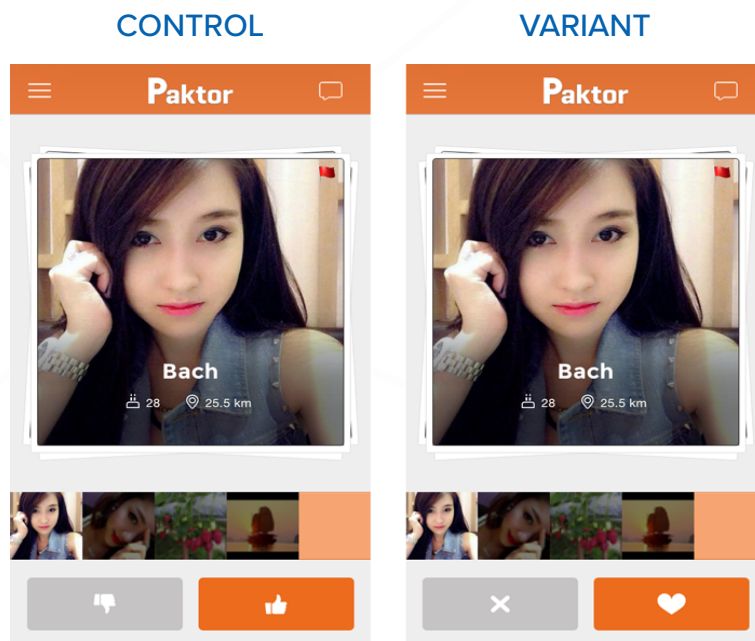 CONTROL
VARIANT
Paktor
Paktor
Bach
28 25.5 km
Bach
28 25.5 km